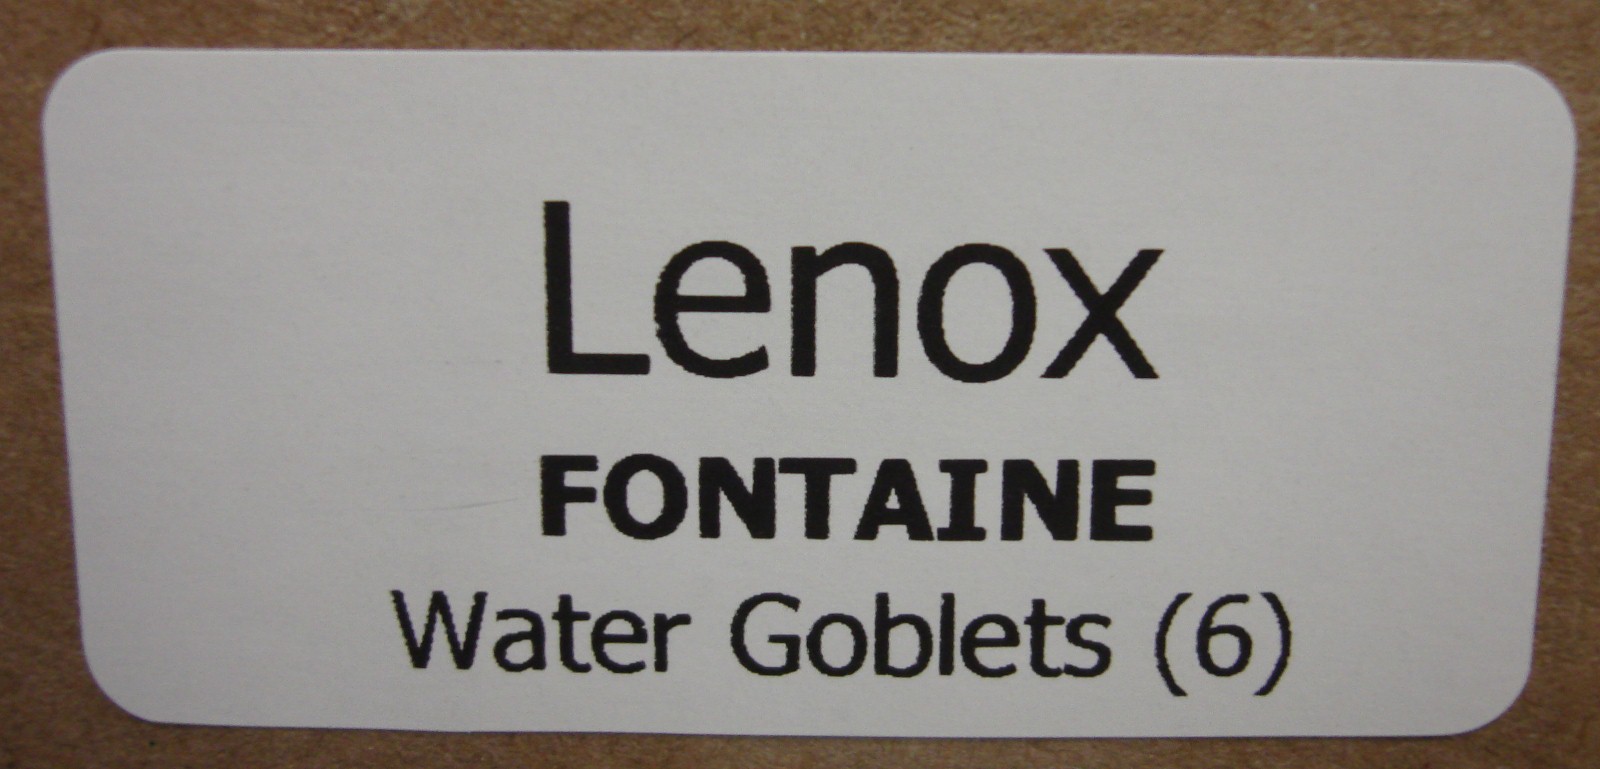 Lenox
FONTAINE
Water Goblets (6)